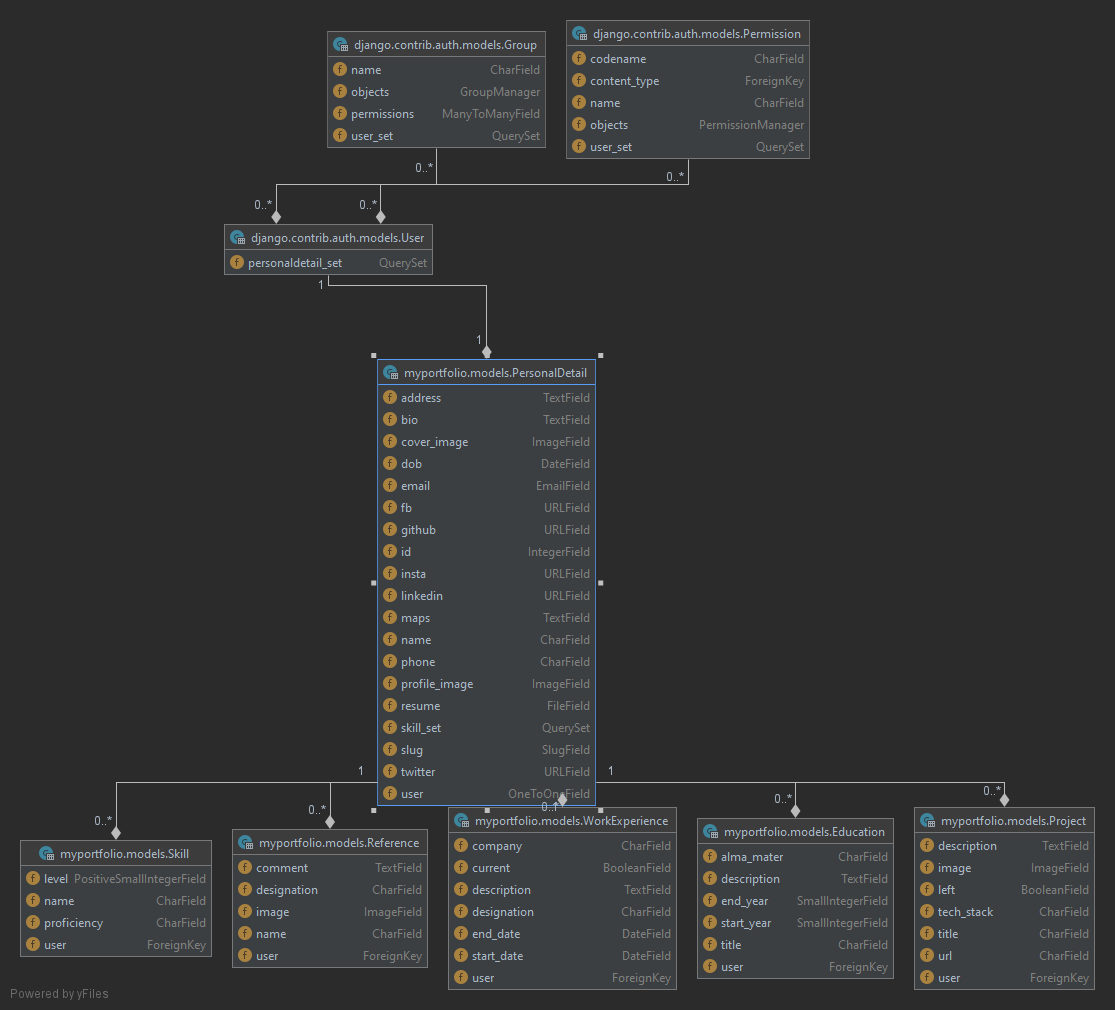 django.contrib.auth.models.Group
name CharField
objects GroupManager
permissions ManyToManyField
user_set QuerySet
django.contrib.auth.models.Permission
codename CharField
content_type ForeignKey
name CharField
objects PermissionManager
user_set QuerySet
0..*
0..*
0..*
0..*
django.contrib.auth.models.User
personaldetail_set QuerySet
1
1
myportfolio.models.PersonalDetail
address TextField
bio TextField
cover_image ImageField
dob DateField
email EmailField
fb URLField
github URLField
id IntegerField
insta URLField
linkedin URLField
maps TextField
name CharField
phone CharField
profile_image ImageField
resume FileField
skill_set QuerySet
slug SlugField
twitter URLField
user OneToOneField
1
1
0..*
0..*
0..*
0..*
myportfolio.models.Skill
level PositiveSmallIntegerField
name CharField
proficiency CharField
user ForeignKey
myportfolio.models.Reference
comment TextField
designation CharField
image ImageField
name CharField
user ForeignKey
myportfolio.models.WorkExperience
company CharField
current BooleanField
description TextField
designation CharField
end_date DateField
start_date DateField
user ForeignKey
myportfolio.models.Education
alma_mater CharField
description TextField
end_year SmallIntegerField
start_year SmallIntegerField
title CharField
user ForeignKey
myportfolio.models.Project
description TextField
image ImageField
left BooleanField
tech_stack CharField
title CharField
url CharField
user ForeignKey
Powered by yFiles